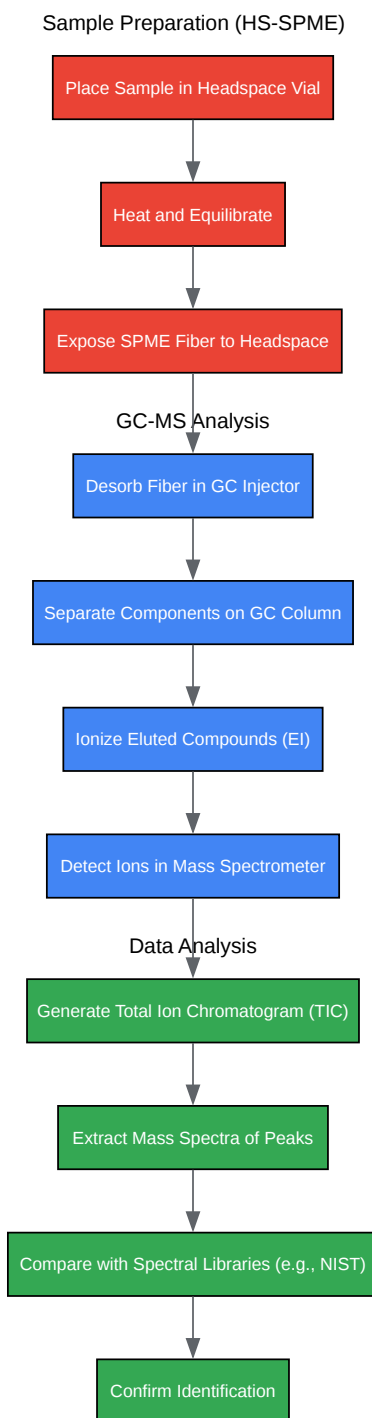 Sample Preparation (HS-SPME)
Place Sample in Headspace Vial
Heat and Equilibrate
Expose SPME Fiber to Headspace
GC-MS Analysis
Desorb Fiber in GC Injector
Separate Components on GC Column
Ionize Eluted Compounds (EI)
Detect Ions in Mass Spectrometer
Data Analysis
Generate Total Ion Chromatogram (TIC)
Extract Mass Spectra of Peaks
Compare with Spectral Libraries (e.g., NIST)
Confirm Identification